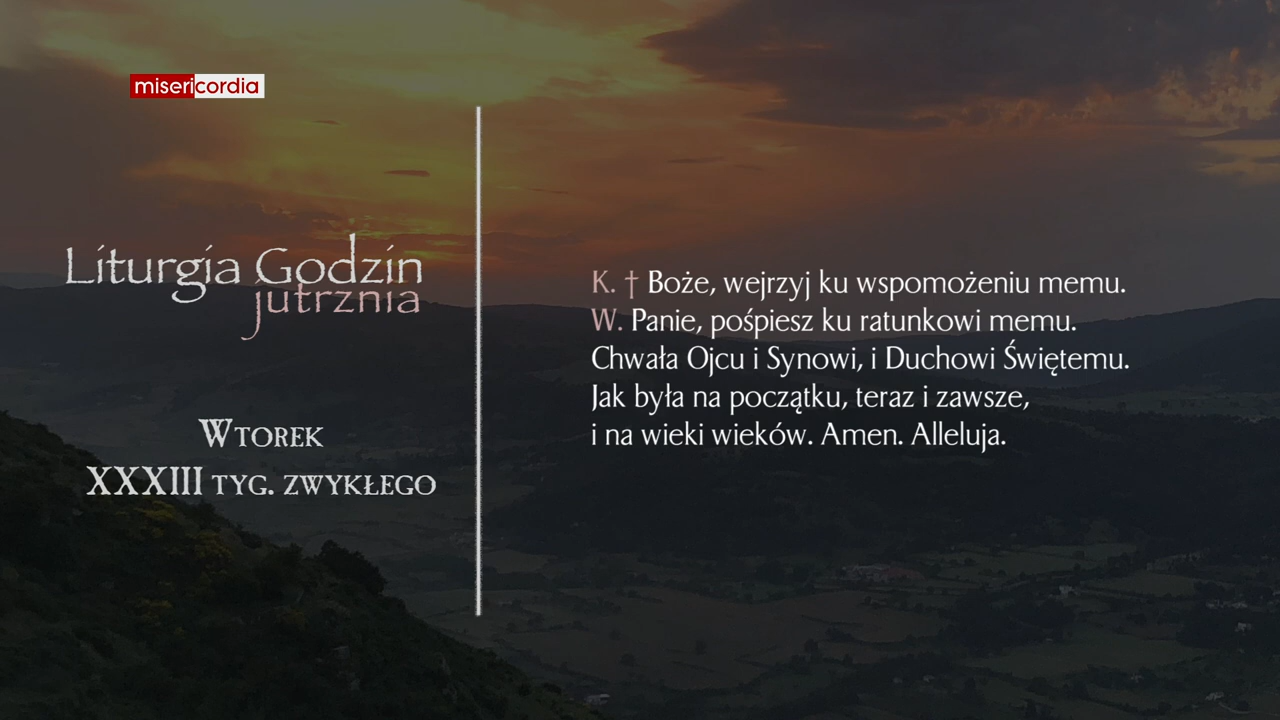 misericordia
Liturgia Godzin
jutrznia
Wtorek
XXXIII tyg. zwykłego
K. † Boże, wejrzyj ku wspomożeniu memu.
W. Panie, pośpiesz ku ratunkowi memu.
Chwała Ojcu i Synowi, i Duchowi Świętemu.
Jak była na początku, teraz i zawsze,
i na wieki wieków. Amen. Alleluja.